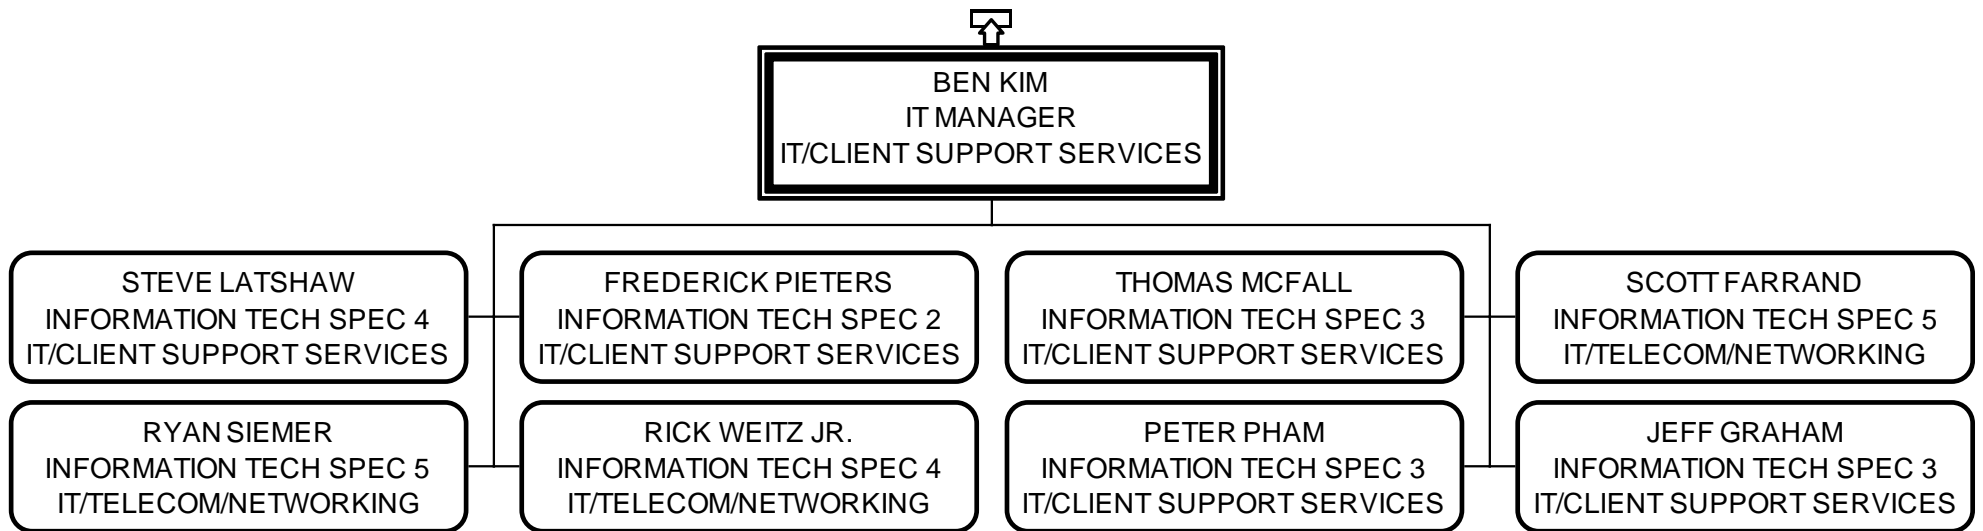 BEN KIM
IT MANAGER
IT/CLIENT SUPPORT SERVICES
STEVE LATSHAW
INFORMATION TECH SPEC 4
IT/CLIENT SUPPORT SERVICES
FREDERICK PIETERS
INFORMATION TECH SPEC 2
IT/CLIENT SUPPORT SERVICES
THOMAS MCFALL
INFORMATION TECH SPEC 3
IT/CLIENT SUPPORT SERVICES
SCOTT FARRAND
INFORMATION TECH SPEC 5
IT/TELECOM/NETWORKING
RYAN SIEMER
INFORMATION TECH SPEC 5
IT/TELECOM/NETWORKING
RICK WEITZ JR.
INFORMATION TECH SPEC 4
IT/TELECOM/NETWORKING
PETER PHAM
INFORMATION TECH SPEC 3
IT/CLIENT SUPPORT SERVICES
JEFF GRAHAM
INFORMATION TECH SPEC 3
IT/CLIENT SUPPORT SERVICES